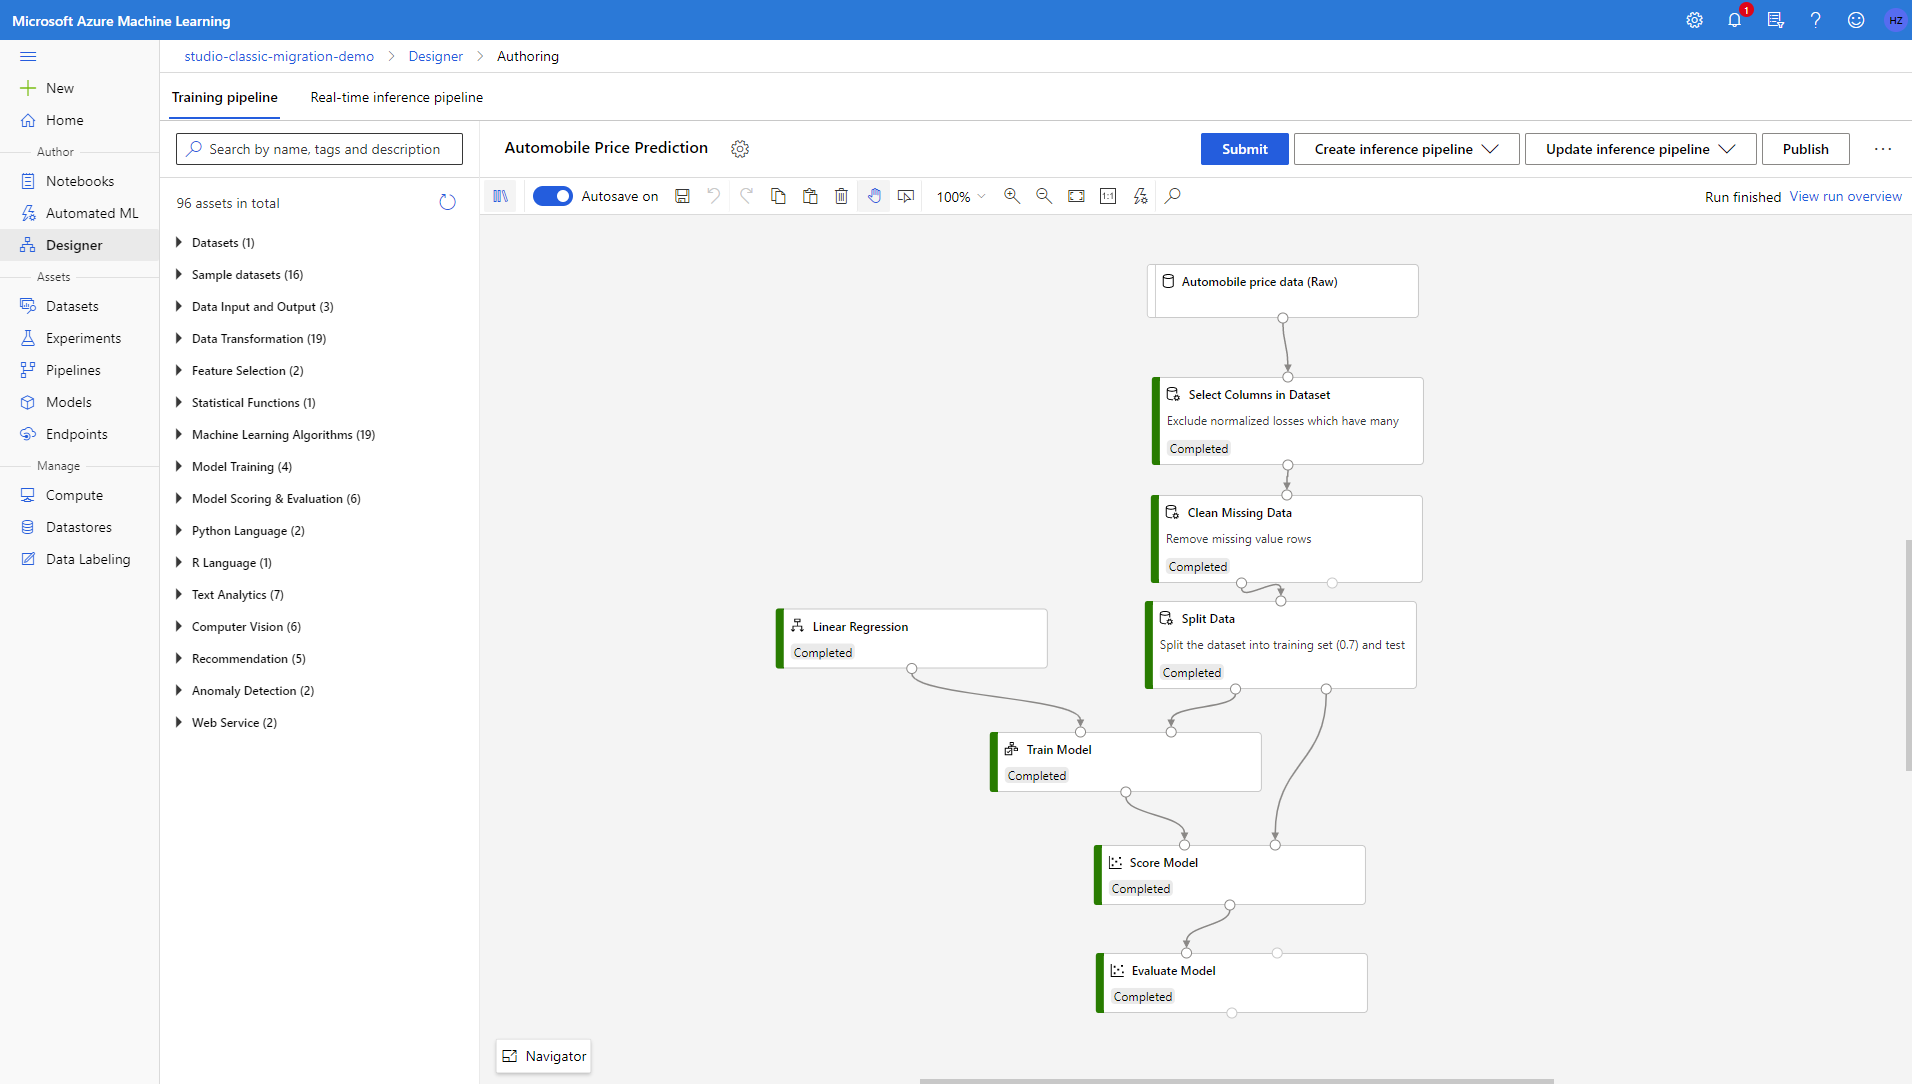 Microsoft Azure Machine Learning
1
HZ
studio-classic-migration-demo > Designer > Authoring
New
Home
Author
Notebooks
Automated ML
Designer
Assets
Datasets
Experiments
Pipelines
Models
Endpoints
Manage
Compute
Datastores
Data Labeling
Training pipeline
Real-time inference pipeline
Search by name, tags and description
Automobile Price Prediction
Submit
Create inference pipeline
Update inference pipeline
Publish
...
96 assets in total
Autosave on
100%
1:1
Run finished View run overview
Datasets (1)
Sample datasets (16)
Data Input and Output (3)
Data Transformation (19)
Feature Selection (2)
Statistical Functions (1)
Machine Learning Algorithms (19)
Model Training (4)
Model Scoring & Evaluation (6)
Python Language (2)
R Language (1)
Text Analytics (7)
Computer Vision (6)
Recommendation (5)
Anomaly Detection (2)
Web Service (2)
Automobile price data (Raw)
Select Columns in Dataset
Exclude normalized losses which have many
Completed
Clean Missing Data
Remove missing value rows
Completed
Split Data
Split the dataset into training set (0.7) and test
Completed
Linear Regression
Completed
Train Model
Completed
Score Model
Completed
Evaluate Model
Completed
Navigator